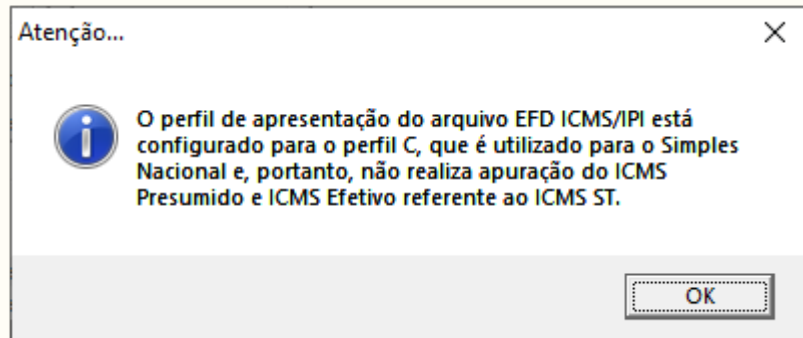 Atenção...
O perfil de apresentação do arquivo EFD ICMS/IPI está
configurado para o perfil C, que é utilizado para o Simples
Nacional e, portanto, não realiza apuração do ICMS
Presumido e ICMS Efetivo referente ao ICMS ST.
OK